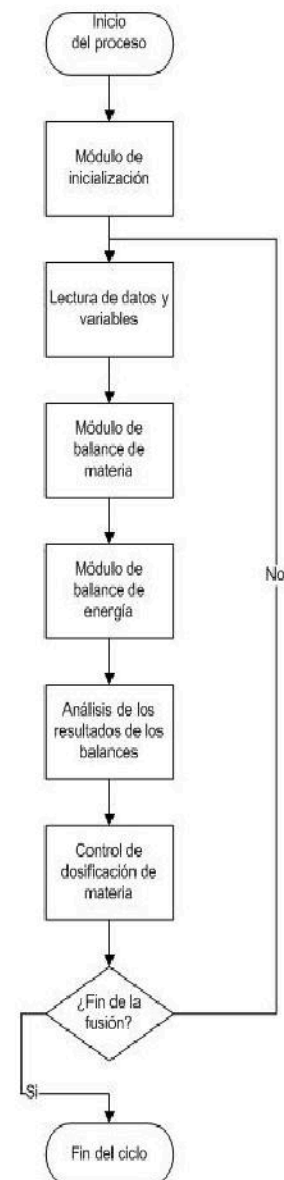 Inicio
del proceso
Módulo de
inicialización
Lectura de datos y
variables
Módulo de
balance de
materia
Módulo de
balance de
energía
No
Análisis de los
resultados de los
balances
Control de
dosificación de
materia
¿Fin de la
fusión?
Si
Fin del ciclo